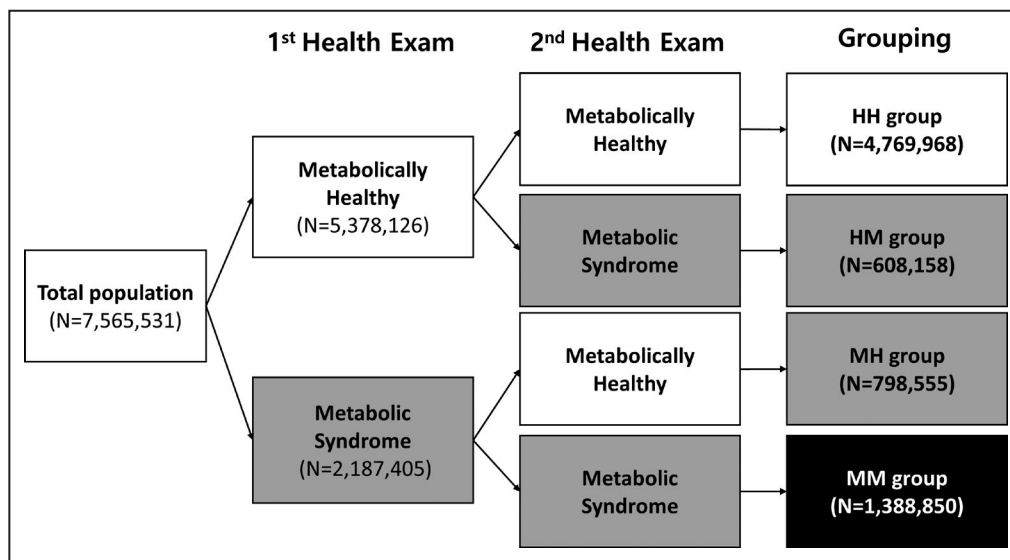 1st Health Exam
2nd Health Exam
Grouping
Total population
(N=7,565,531)
Metabolically
Healthy
(N=5,378,126)
Metabolic
Syndrome
(N=2,187,405)
Metabolically
Healthy
Metabolic
Syndrome
Metabolically
Healthy
Metabolic
Syndrome
HH group
(N=4,769,968)
HM group
(N=608,158)
MH group
(N=798,555)
MM group
(N=1,388,850)